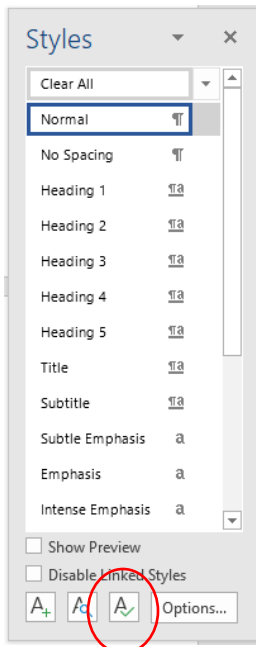 Styles
Clear All
Normal ¶
No Spacing ¶
Heading 1 ¶a
Heading 2 ¶a
Heading 3 ¶a
Heading 4 ¶a
Heading 5 ¶a
Title ¶a
Subtitle ¶a
Subtle Emphasis a
Emphasis a
Intense Emphasis a
Show Preview
Disable Linked Styles
Options...